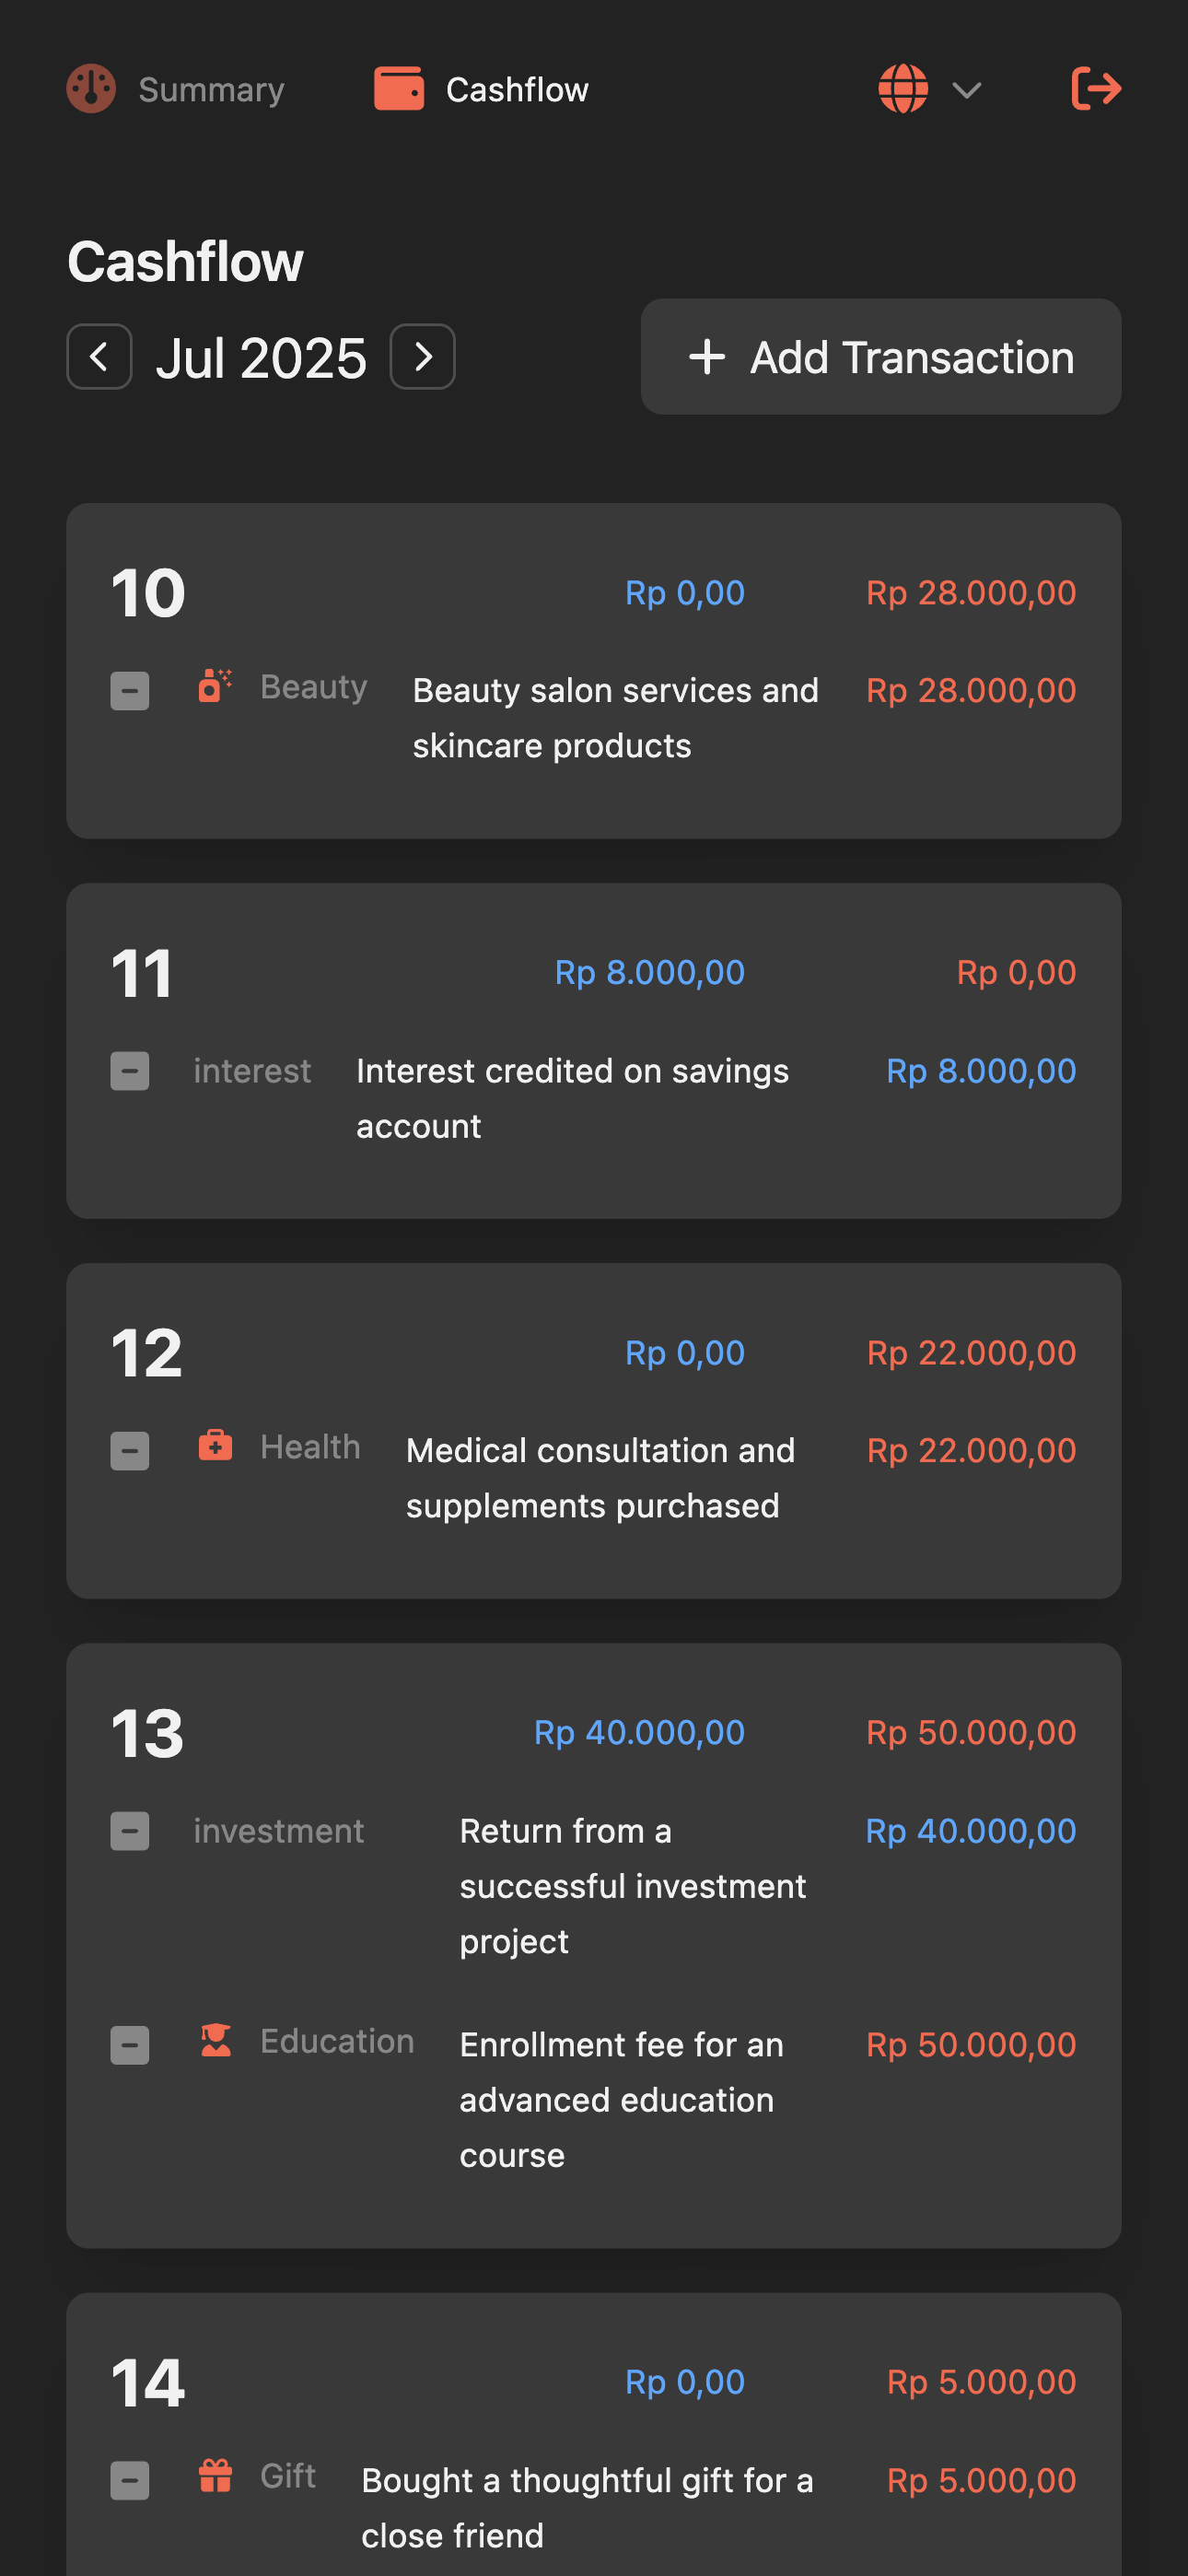 Summary Cashflow
Cashflow
Jul 2025
+ Add Transaction
10 Rp 0,00 Rp 28.000,00
Beauty Beauty salon services and Rp 28.000,00
skincare products
11 Rp 8.000,00 Rp 0,00
interest Interest credited on savings Rp 8.000,00
account
12 Rp 0,00 Rp 22.000,00
Health Medical consultation and Rp 22.000,00
supplements purchased
13 Rp 40.000,00 Rp 50.000,00
investment Return from a Rp 40.000,00
successful investment
project
Education Enrollment fee for an Rp 50.000,00
advanced education
course
14 Rp 0,00 Rp 5.000,00
Gift Bought a thoughtful gift for a Rp 5.000,00
close friend